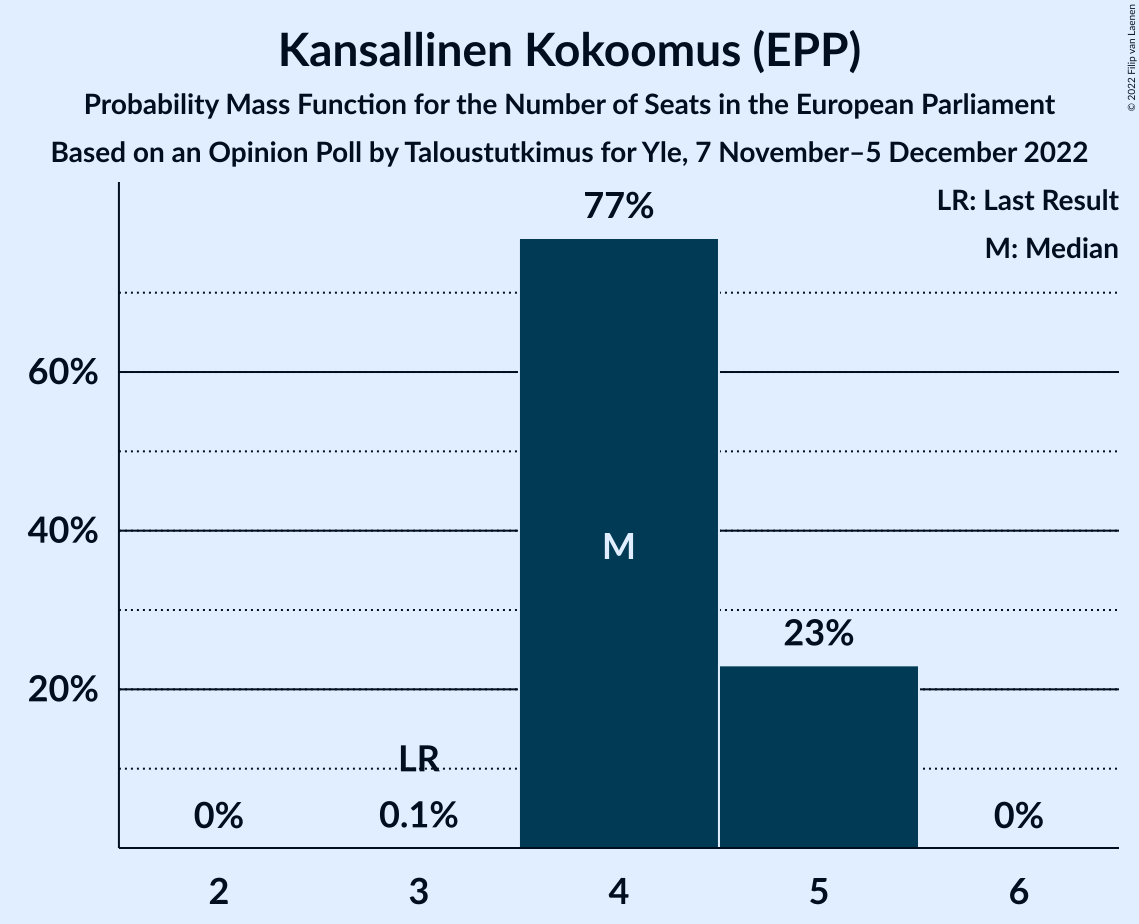 Kansallinen Kokoomus (EPP)
Probability Mass Function for the Number of Seats in the European Parliament
Based on an Opinion Poll by Taloustutkimus for Yle, 7 November–5 December 2022
© 2022 Filip van Laenen
LR: Last Result
M: Median
77%
60%
40%
M
23%
20%
LR
0%
0.1%
0%
2
3
4
5
6